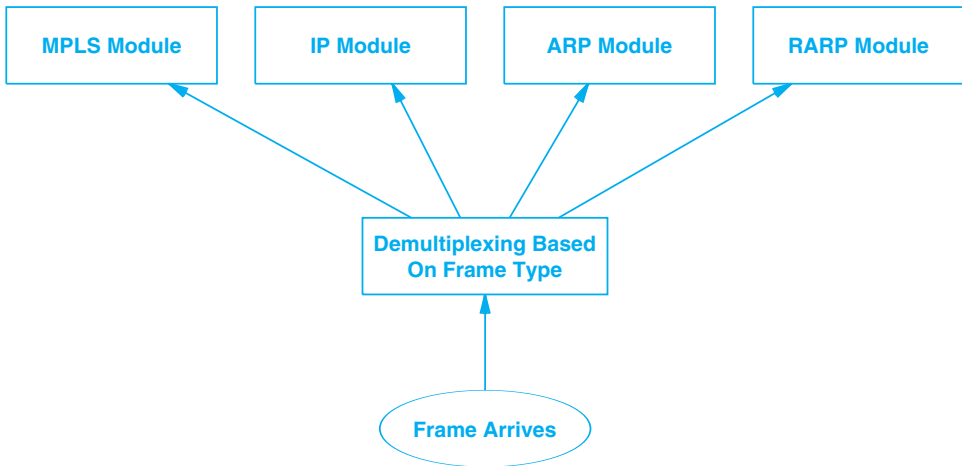 MPLS Module
IP Module
ARP Module
RARP Module
Demultiplexing Based
On Frame Type
Frame Arrives